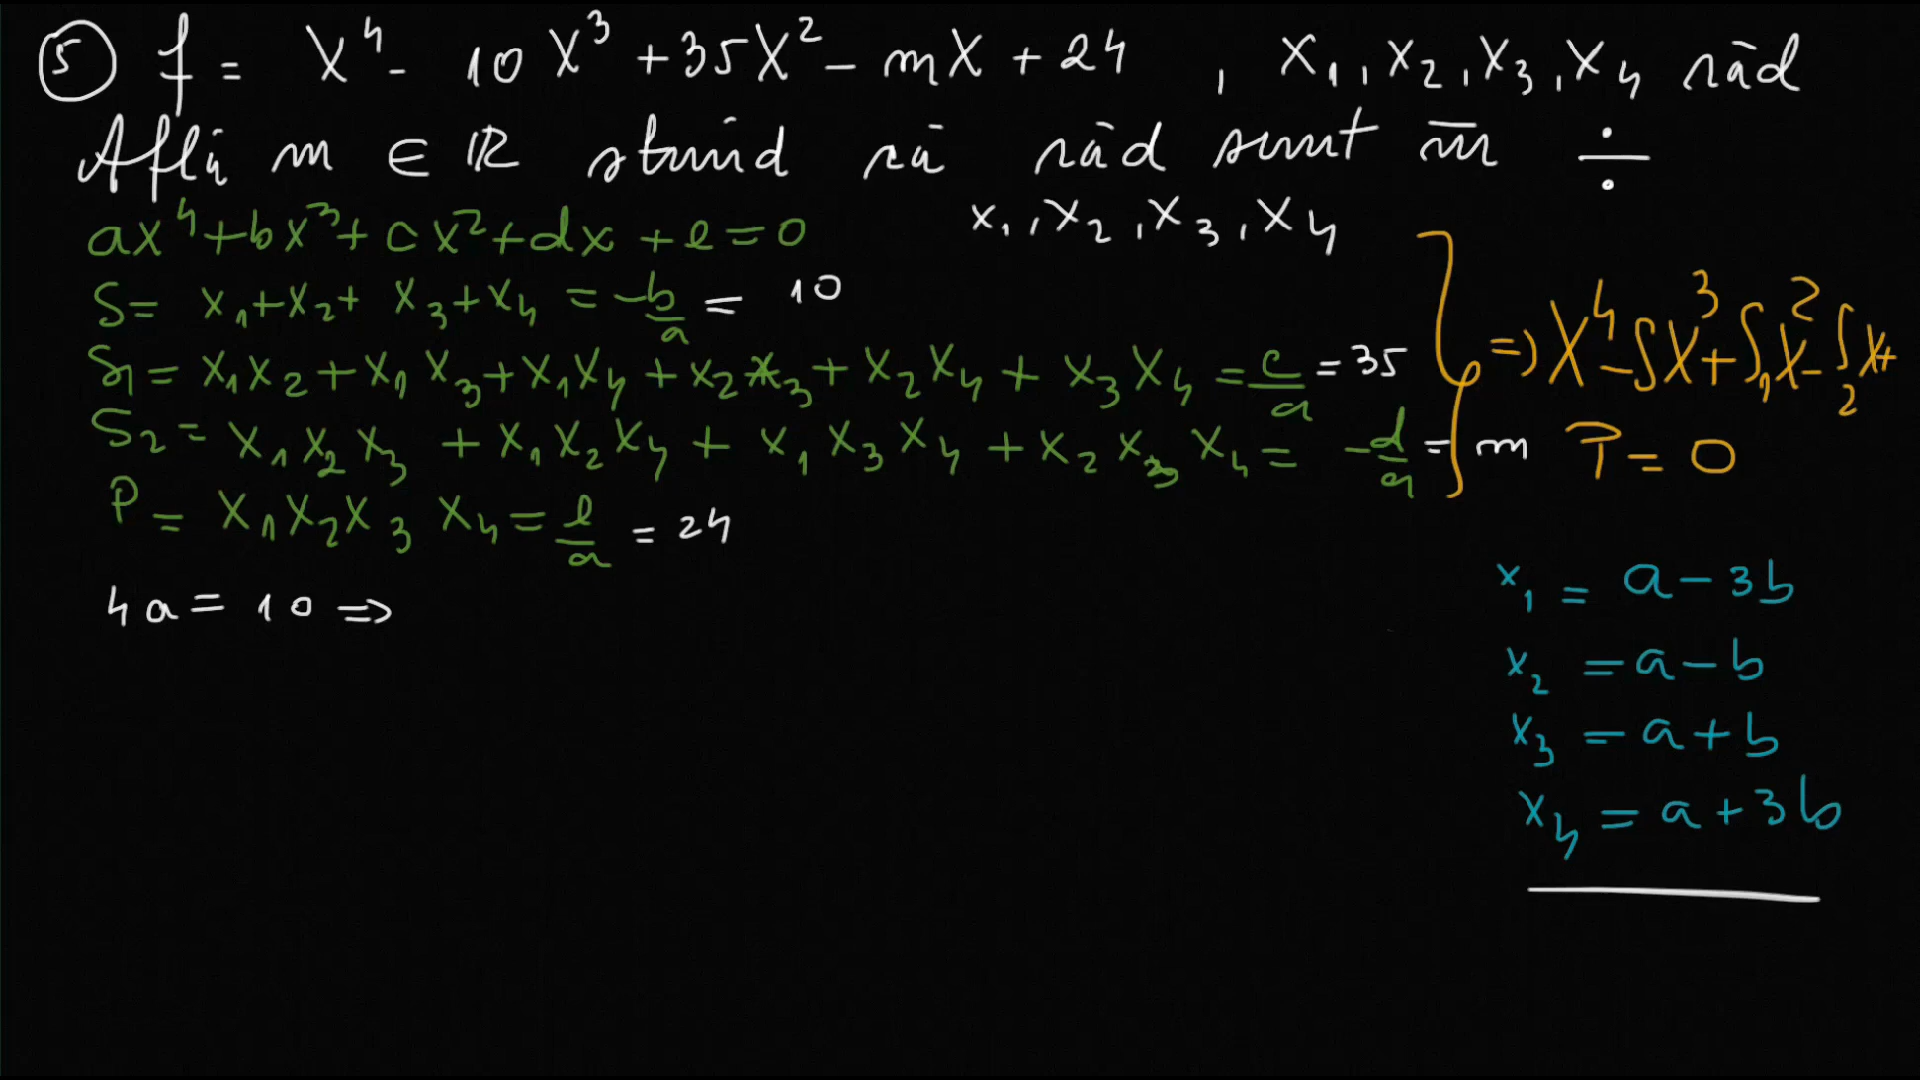 ⑤ f = X⁴ - 10X³ + 35X² - mX + 24 , X₁, X₂, X₃, X₄ răd
Află m ∈ ℝ știind că răd sunt în ÷
ax⁴ + bx³ + cx² + dx + e = 0
x₁, x₂, x₃, x₄
S = x₁ + x₂ + x₃ + x₄ = -b/a = 10
S₁ = x₁x₂ + x₁x₃ + x₁x₄ + x₂x₃ + x₂x₄ + x₃x₄ = c/a = 35
S₂ = x₁x₂x₃ + x₁x₂x₄ + x₁x₃x₄ + x₂x₃x₄ = -d/a = m
P = x₁x₂x₃x₄ = e/a = 24
=> X⁴ - SX³ + S₁X² - S₂X +
P = 0
4a = 10 =>
x₁ = a - 3b
x₂ = a - b
x₃ = a + b
x₄ = a + 3b